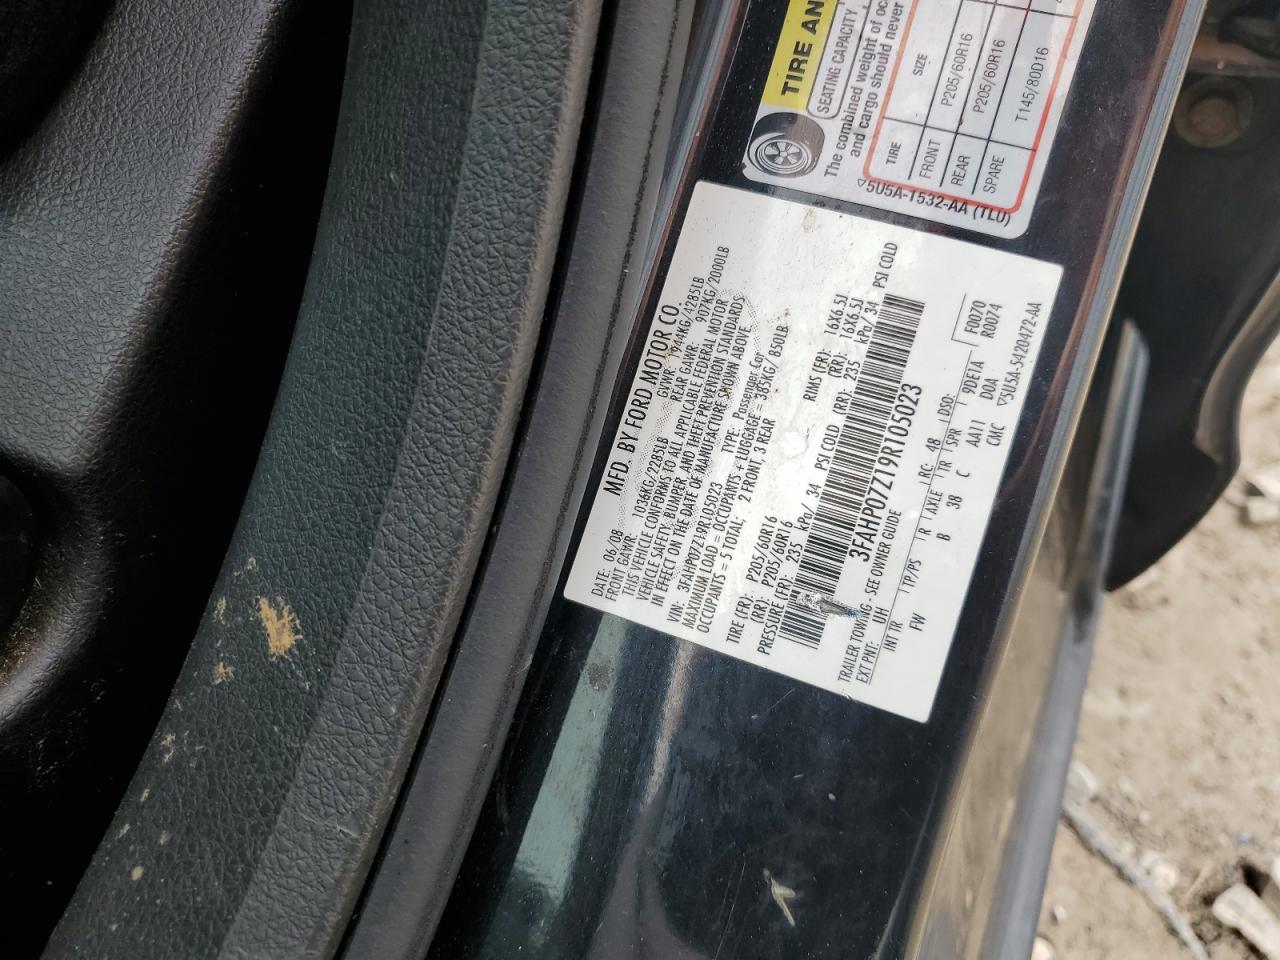 TIRE AN
SEATING CAPACITY
The combined weight of oc
and cargo should never
TIRE SIZE
FRONT P205/60R16
REAR P205/60R16
SPARE T145/80D16
5U5A-1532-AA (TLU)
MFD. BY FORD MOTOR CO.
DATE: 06/08 GVWR: 1944KG/4285LB
FRONT GAWR: 1036KG/2285LB REAR GAWR: 907KG/2000LB
THIS VEHICLE CONFORMS TO ALL APPLICABLE FEDERAL MOTOR
VEHICLE SAFETY, BUMPER, AND THEFT PREVENTION STANDARDS
IN EFFECT ON THE DATE OF MANUFACTURE SHOWN ABOVE.
VIN: 3FAHP07Z19R105023 TYPE: Passenger Car
MAXIMUM LOAD = OCCUPANTS + LUGGAGE = 385KG/ 850LB
OCCUPANTS = 5 TOTAL, 2 FRONT, 3 REAR
TIRE (FR): P205/60R16 RIMS (FR): 16X6.5J
(RR): P205/60R16 (RR): 16X6.5J
PRESSURE (FR): 235 kPa/ 34 PSI COLD (RR): 235 kPa/ 34 PSI COLD
3FAHP07Z19R105023
TRAILER TOWING - SEE OWNER GUIDE
EXT PNT: UH RC: 48 DSO: F0070
INT TR TP/PS R AXLE TR SPR 9DE1A R0074
FW B 38 C AA11 DOA
CMC 5U5A-5420472-AA